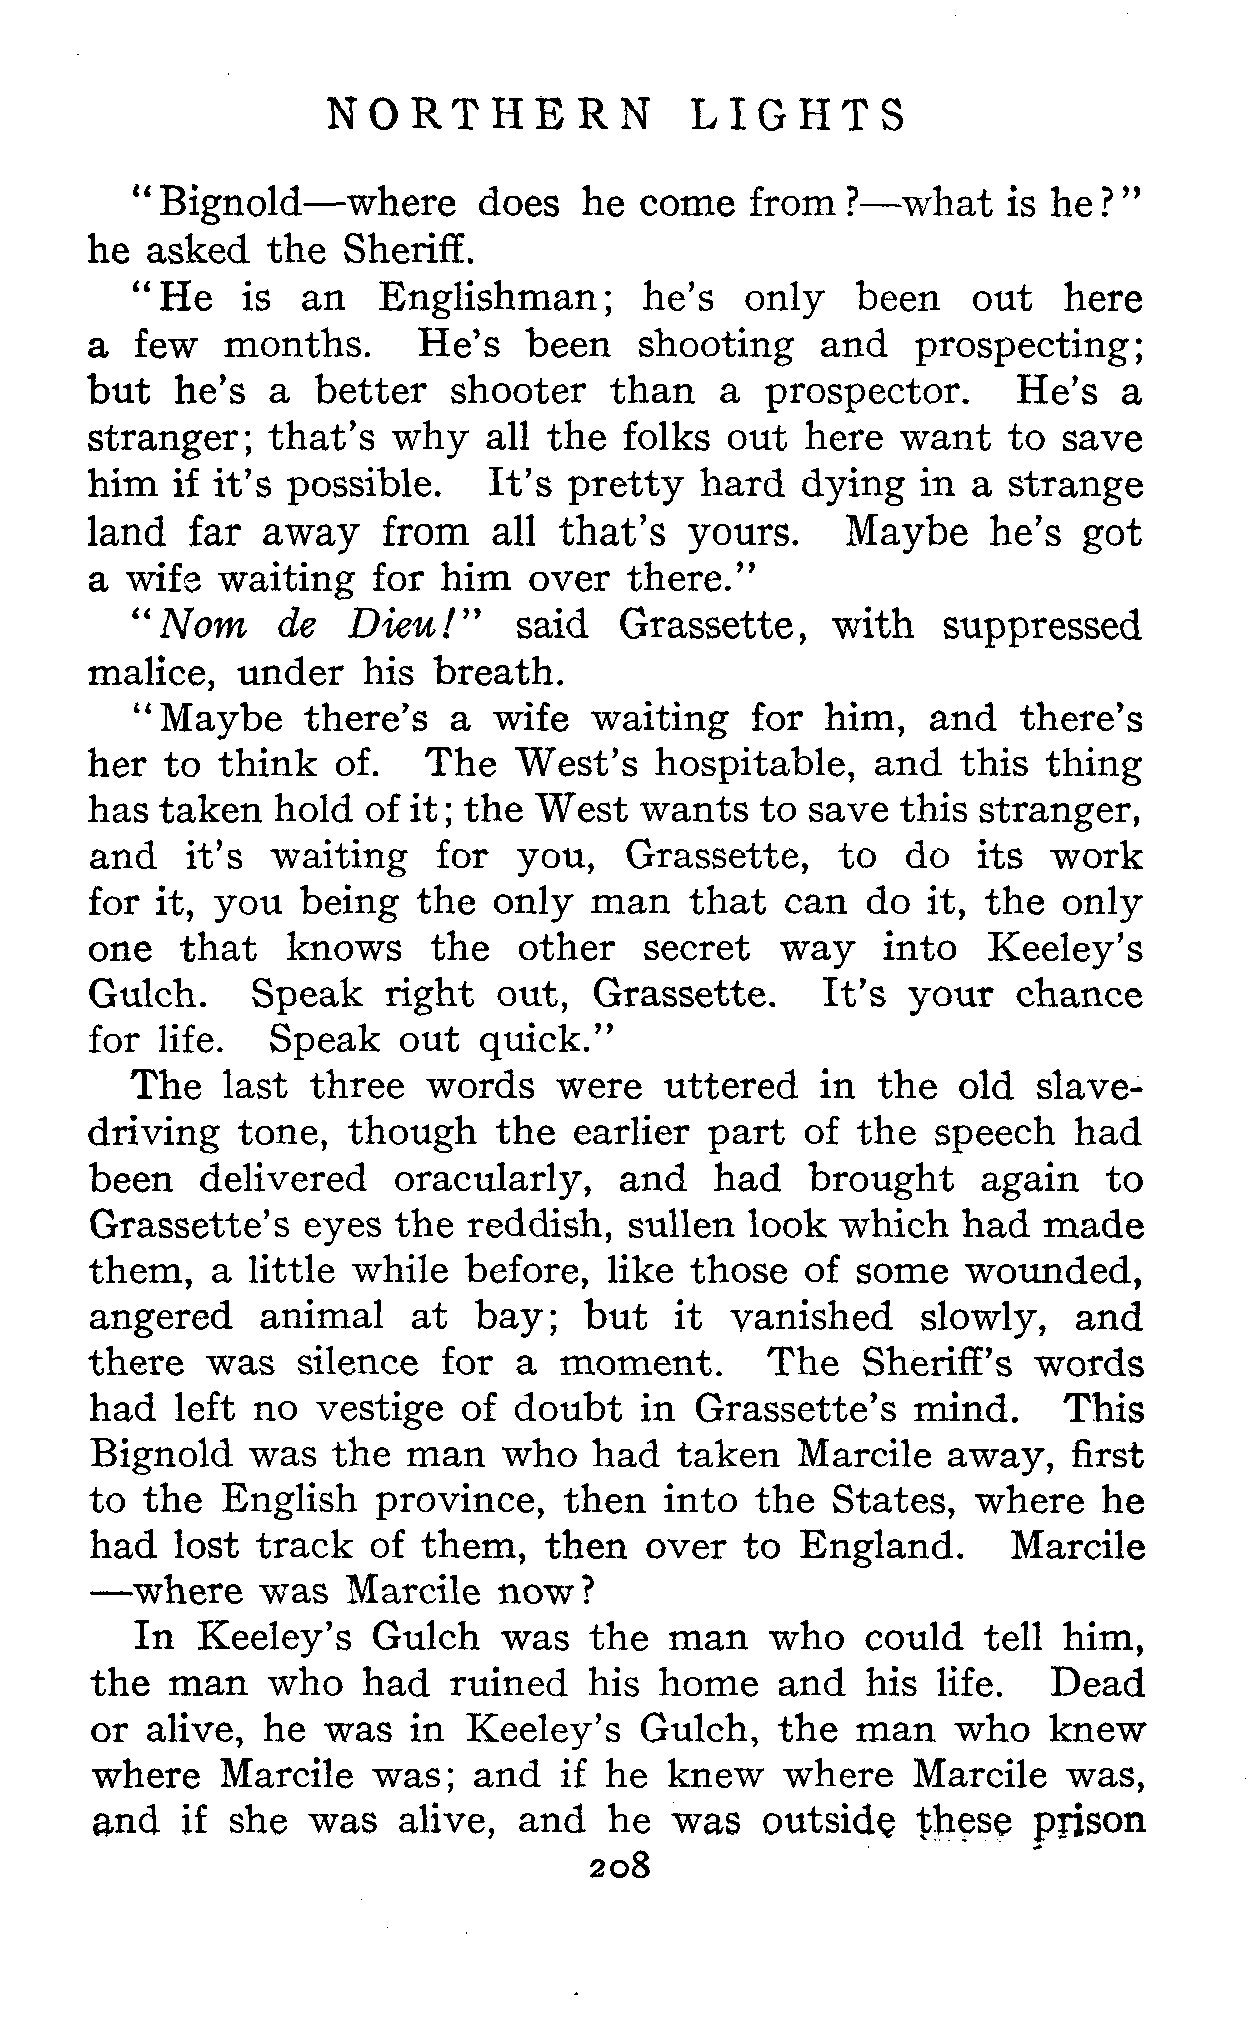 NORTHERN LIGHTS
"Bignold—where does he come from?—what is he?"
he asked the Sheriff.
"He is an Englishman; he's only been out here
a few months. He's been shooting and prospecting;
but he's a better shooter than a prospector. He's a
stranger; that's why all the folks out here want to save
him if it's possible. It's pretty hard dying in a strange
land far away from all that's yours. Maybe he's got
a wife waiting for him over there."
"Nom de Dieu!" said Grassette, with suppressed
malice, under his breath.
"Maybe there's a wife waiting for him, and there's
her to think of. The West's hospitable, and this thing
has taken hold of it; the West wants to save this stranger,
and it's waiting for you, Grassette, to do its work
for it, you being the only man that can do it, the only
one that knows the other secret way into Keeley's
Gulch. Speak right out, Grassette. It's your chance
for life. Speak out quick."
The last three words were uttered in the old slave-
driving tone, though the earlier part of the speech had
been delivered oracularly, and had brought again to
Grassette's eyes the reddish, sullen look which had made
them, a little while before, like those of some wounded,
angered animal at bay; but it vanished slowly, and
there was silence for a moment. The Sheriff's words
had left no vestige of doubt in Grassette's mind. This
Bignold was the man who had taken Marcile away, first
to the English province, then into the States, where he
had lost track of them, then over to England. Marcile
—where was Marcile now?
In Keeley's Gulch was the man who could tell him,
the man who had ruined his home and his life. Dead
or alive, he was in Keeley's Gulch, the man who knew
where Marcile was; and if he knew where Marcile was,
and if she was alive, and he was outside these prison
208